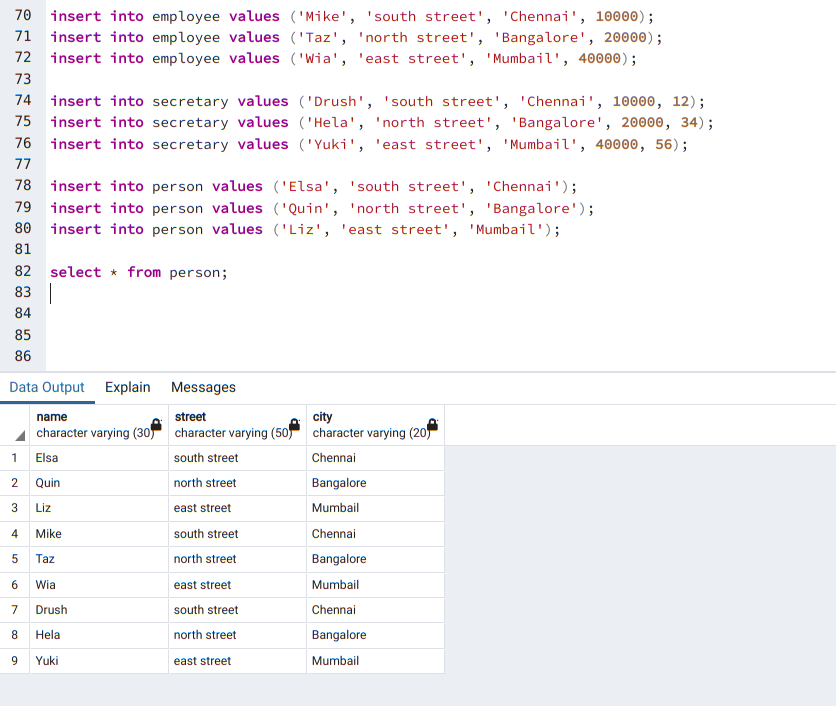 70 insert into employee values ('Mike', 'south street', 'Chennai', 10000);
71 insert into employee values ('Taz', 'north street', 'Bangalore', 20000);
72 insert into employee values ('Wia', 'east street', 'Mumbail', 40000);
73
74 insert into secretary values ('Drush', 'south street', 'Chennai', 10000, 12);
75 insert into secretary values ('Hela', 'north street', 'Bangalore', 20000, 34);
76 insert into secretary values ('Yuki', 'east street', 'Mumbail', 40000, 56);
77
78 insert into person values ('Elsa', 'south street', 'Chennai');
79 insert into person values ('Quin', 'north street', 'Bangalore');
80 insert into person values ('Liz', 'east street', 'Mumbail');
81
82 select * from person;
83
84
85
86
Data Output Explain Messages
name street city
character varying (30) character varying (50) character varying (20)
1 Elsa south street Chennai
2 Quin north street Bangalore
3 Liz east street Mumbail
4 Mike south street Chennai
5 Taz north street Bangalore
6 Wia east street Mumbail
7 Drush south street Chennai
8 Hela north street Bangalore
9 Yuki east street Mumbail